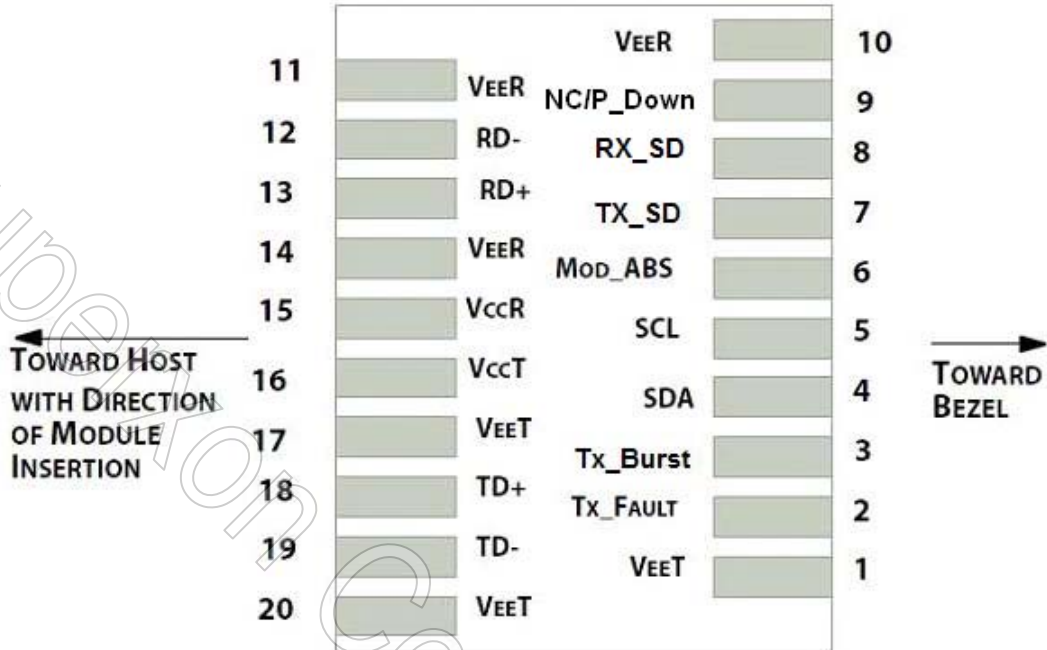 11
VEER
12
RD-
13
RD+
14
VEER
15
VCCR
16
VCCT
17
VEET
18
TD+
19
TD-
20
VEET
VEER
10
NC/P_Down
9
RX_SD
8
TX_SD
7
MOD_ABS
6
SCL
5
SDA
4
Tx_Burst
3
TX_FAULT
2
VEET
1
TOWARD HOST
WITH DIRECTION
OF MODULE
INSERTION
TOWARD
BEZEL